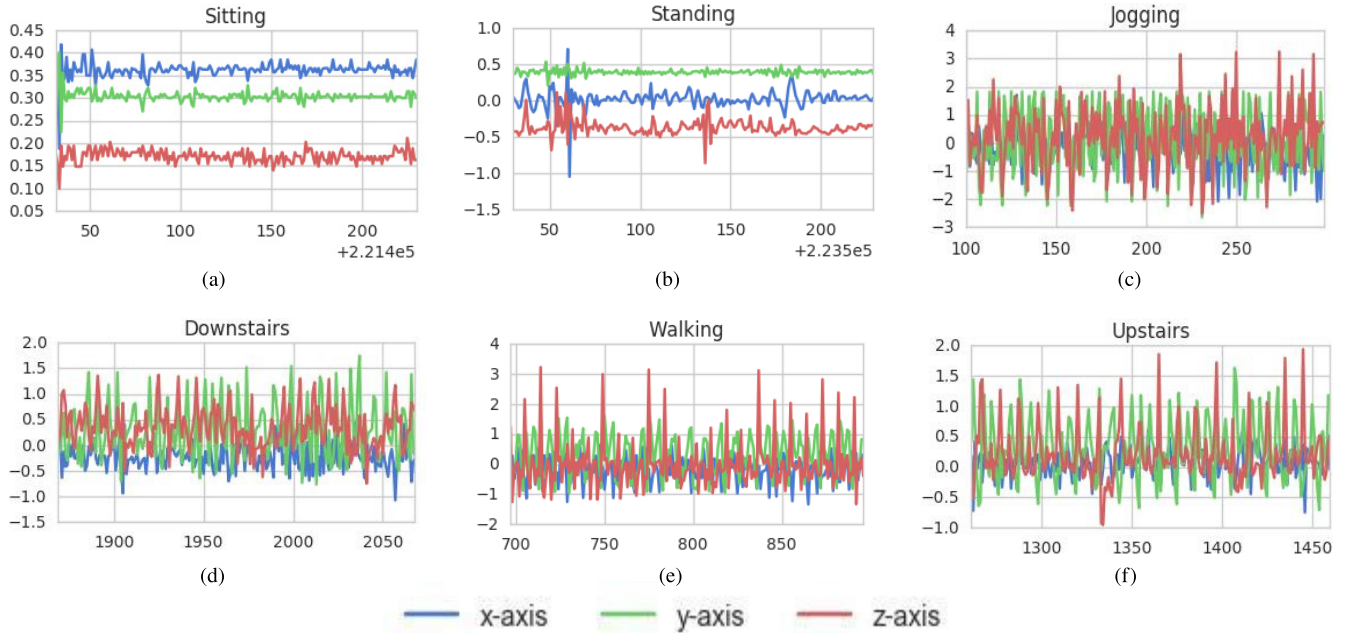 Sitting
0.45
0.40
0.35
0.30
0.25
0.20
0.15
0.10
0.05
50 100 150 200
+2.214e5
(a)
Standing
1.0
0.5
0.0
−0.5
−1.0
−1.5
50 100 150 200
+2.235e5
(b)
Jogging
4
3
2
1
0
−1
−2
−3
100 150 200 250
(c)
Downstairs
2.0
1.5
1.0
0.5
0.0
−0.5
−1.0
−1.5
1900 1950 2000 2050
(d)
Walking
4
3
2
1
0
−1
−2
700 750 800 850
(e)
Upstairs
2.0
1.5
1.0
0.5
0.0
−0.5
−1.0
1300 1350 1400 1450
(f)
x-axis y-axis z-axis